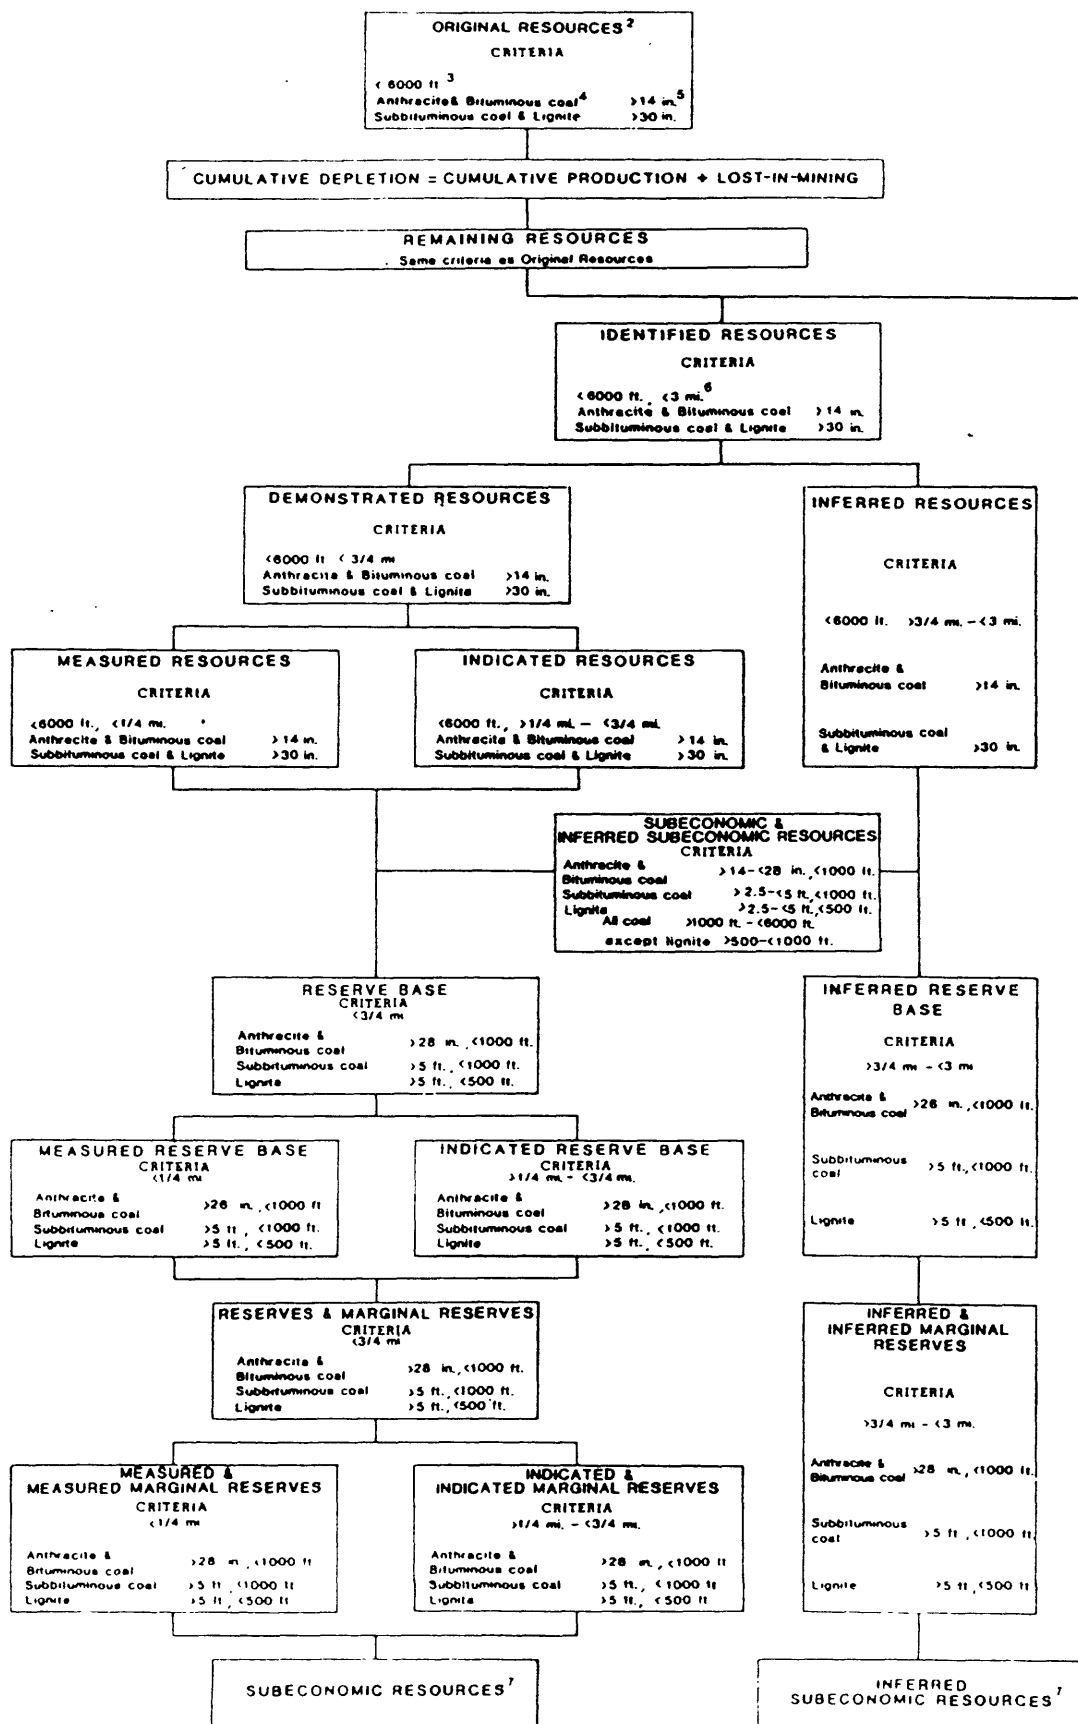 ORIGINAL RESOURCES 2
CRITERIA
< 6000 ft 3
Anthracite & Bituminous coal 4 >14 in. 5
Subbituminous coal & Lignite >30 in.
CUMULATIVE DEPLETION = CUMULATIVE PRODUCTION + LOST-IN-MINING
REMAINING RESOURCES
Same criteria as Original Resources
IDENTIFIED RESOURCES
CRITERIA
<6000 ft., <3 mi. 6
Anthracite & Bituminous coal >14 in.
Subbituminous coal & Lignite >30 in.
DEMONSTRATED RESOURCES
CRITERIA
<6000 ft < 3/4 mi
Anthracite & Bituminous coal >14 in.
Subbituminous coal & Lignite >30 in.
INFERRED RESOURCES
CRITERIA
<6000 ft. >3/4 mi. - <3 mi.
Anthracite &
Bituminous coal >14 in.
Subbituminous coal
& Lignite >30 in.
MEASURED RESOURCES
CRITERIA
<6000 ft., <1/4 mi.
Anthracite & Bituminous coal >14 in.
Subbituminous coal & Lignite >30 in.
INDICATED RESOURCES
CRITERIA
<6000 ft., >1/4 mi. - <3/4 mi.
Anthracite & Bituminous coal >14 in.
Subbituminous coal & Lignite >30 in.
SUBECONOMIC &
INFERRED SUBECONOMIC RESOURCES
CRITERIA
Anthracite &
Bituminous coal >14-<28 in., <1000 ft.
Subbituminous coal >2.5-<5 ft., <1000 ft.
Lignite >2.5-<5 ft., <500 ft.
All coal >1000 ft. - <6000 ft.
except lignite >500-<1000 ft.
RESERVE BASE
CRITERIA
<3/4 mi
Anthracite &
Bituminous coal >28 in., <1000 ft.
Subbituminous coal >5 ft., <1000 ft.
Lignite >5 ft., <500 ft.
INFERRED RESERVE
BASE
CRITERIA
>3/4 mi - <3 mi
Anthracite &
Bituminous coal >26 in., <1000 ft.
Subbituminous
coal >5 ft., <1000 ft.
Lignite >5 ft, <500 ft.
MEASURED RESERVE BASE
CRITERIA
<1/4 mi
Anthracite &
Bituminous coal >26 in., <1000 ft
Subbituminous coal >5 ft, <1000 ft.
Lignite >5 ft., <500 ft.
INDICATED RESERVE BASE
CRITERIA
>1/4 mi. - <3/4 mi.
Anthracite &
Bituminous coal >28 in., <1000 ft.
Subbituminous coal >5 ft., <1000 ft.
Lignite >5 ft., <500 ft.
RESERVES & MARGINAL RESERVES
CRITERIA
<3/4 mi
Anthracite &
Bituminous coal >28 in., <1000 ft.
Subbituminous coal >5 ft., <1000 ft.
Lignite >5 ft., <500 ft.
INFERRED &
INFERRED MARGINAL
RESERVES
CRITERIA
>3/4 mi - <3 mi.
Anthracite &
Bituminous coal >28 in., <1000 ft.
Subbituminous
coal >5 ft, <1000 ft.
Lignite >5 ft, <500 ft
MEASURED &
MEASURED MARGINAL RESERVES
CRITERIA
<1/4 mi
Anthracite &
Bituminous coal >28 in, <1000 ft
Subbituminous coal >5 ft, <1000 ft
Lignite >5 ft, <500 ft
INDICATED &
INDICATED MARGINAL RESERVES
CRITERIA
>1/4 mi. - <3/4 mi.
Anthracite &
Bituminous coal >28 in., <1000 ft
Subbituminous coal >5 ft., <1000 ft.
Lignite >5 ft., <500 ft
SUBECONOMIC RESOURCES 7
INFERRED
SUBECONOMIC RESOURCES 7